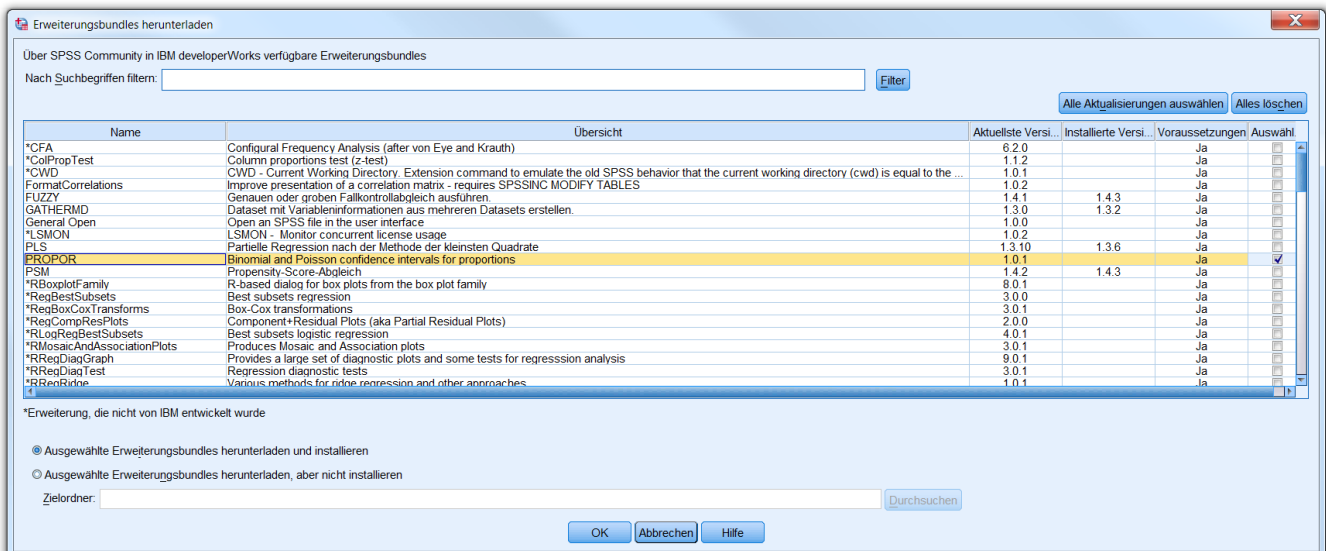 Erweiterungsbundles herunterladen
Über SPSS Community in IBM developerWorks verfügbare Erweiterungsbundles
Nach Suchbegriffen filtern: Filter
Alle Aktualisierungen auswählen Alles löschen
Name Übersicht Aktuellste Versi... Installierte Versi... Voraussetzungen Auswähl.
*CFA Configural Frequency Analysis (after von Eye and Krauth) 6.2.0 Ja
*ColPropTest Column proportions test (z-test) 1.1.2 Ja
*CWD CWD - Current Working Directory. Extension command to emulate the old SPSS behavior that the current working directory (cwd) is equal to the ... 1.0.1 Ja
FormatCorrelations Improve presentation of a correlation matrix - requires SPSSINC MODIFY TABLES 1.0.2 Ja
FUZZY Genauen oder groben Fallkontrollabgleich ausführen. 1.4.1 1.4.3 Ja
GATHERMD Dataset mit Variableninformationen aus mehreren Datasets erstellen. 1.3.0 1.3.2 Ja
General Open Open an SPSS file in the user interface 1.0.0 Ja
*LSMON LSMON - Monitor concurrent license usage 1.0.2 Ja
PLS Partielle Regression nach der Methode der kleinsten Quadrate 1.3.10 1.3.6 Ja
PROPOR Binomial and Poisson confidence intervals for proportions 1.0.1 Ja
PSM Propensity-Score-Abgleich 1.4.2 1.4.3 Ja
*RBoxplotFamily R-based dialog for box plots from the box plot family 8.0.1 Ja
*RegBestSubsets Best subsets regression 3.0.0 Ja
*RegBoxCoxTransforms Box-Cox transformations 3.0.1 Ja
*RegCompResPlots Component+Residual Plots (aka Partial Residual Plots) 2.0.0 Ja
*RLogRegBestSubsets Best subsets logistic regression 4.0.1 Ja
*RMosaicAndAssociationPlots Produces Mosaic and Association plots 3.0.1 Ja
*RRegDiagGraph Provides a large set of diagnostic plots and some tests for regresssion analysis 9.0.1 Ja
*RRegDiagTest Regression diagnostic tests 3.0.1 Ja
*RRegRidge Various methods for ridge regression and other approaches 1.0.1 Ja
*Erweiterung, die nicht von IBM entwickelt wurde
Ausgewählte Erweiterungsbundles herunterladen und installieren
Ausgewählte Erweiterungsbundles herunterladen, aber nicht installieren
Zielordner: Durchsuchen
OK Abbrechen Hilfe